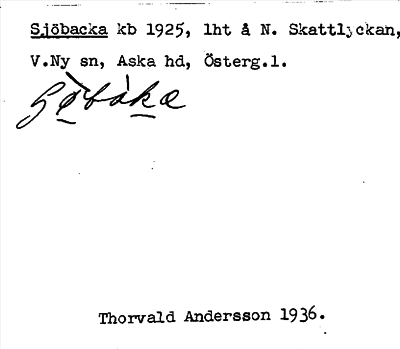 Sjöbacka kb 1925, lht å N. Skattlyckan,
V.Ny sn, Aska hd, Österg.l.
Thorvald Andersson 1936.